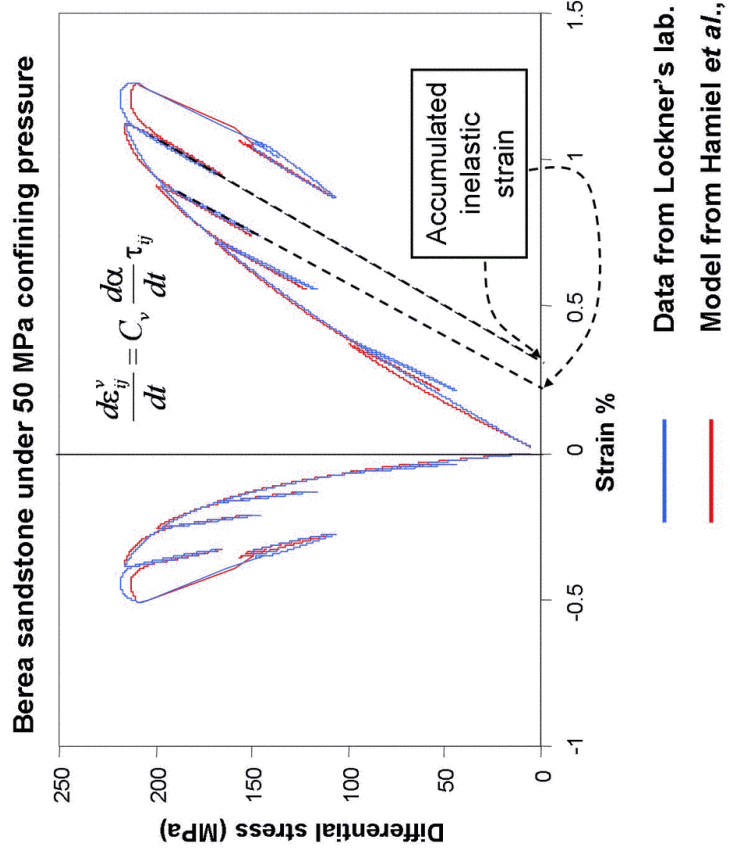 Berea sandstone under 50 MPa confining pressure
Differential stress (MPa)
250
200
150
100
50
0
-1
-0.5
0
0.5
1
1.5
Strain %
dε^v_ij / dt = C_v dα/dt τ_ij
Accumulated
inelastic
strain
Data from Lockner's lab.
Model from Hamiel et al.,